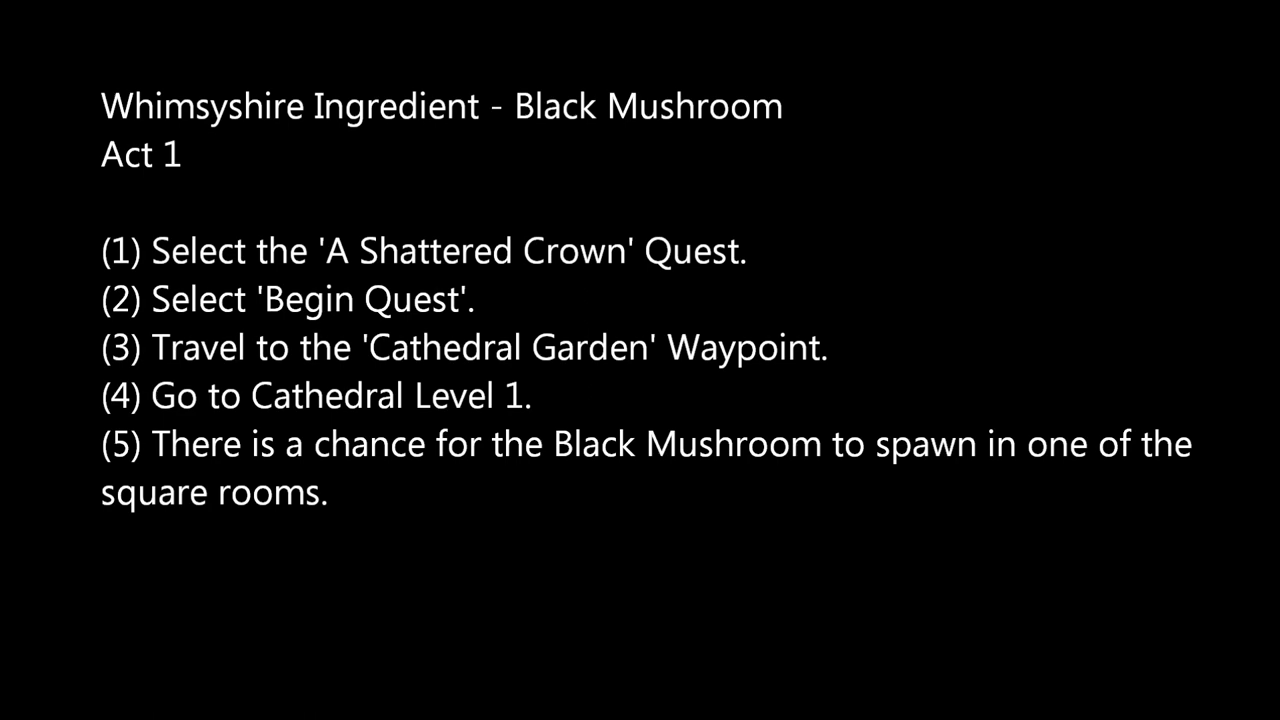 Whimsyshire Ingredient - Black Mushroom
Act 1
(1) Select the 'A Shattered Crown' Quest.
(2) Select 'Begin Quest'.
(3) Travel to the 'Cathedral Garden' Waypoint.
(4) Go to Cathedral Level 1.
(5) There is a chance for the Black Mushroom to spawn in one of the
square rooms.